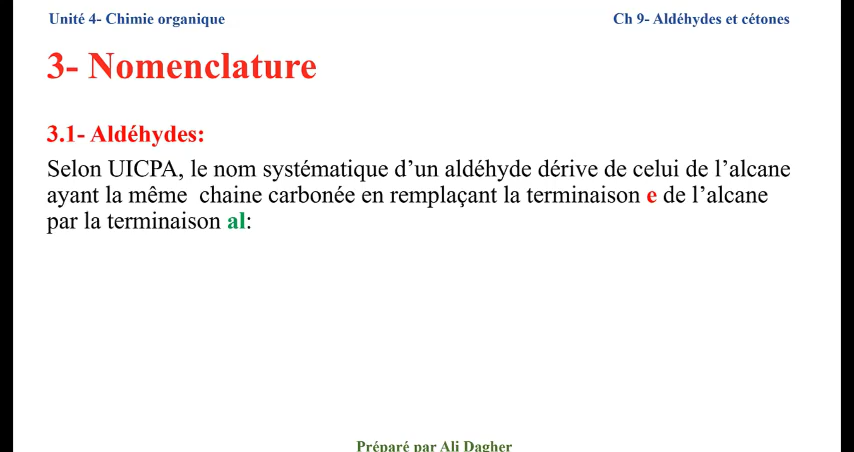 Unité 4- Chimie organique
Ch 9- Aldéhydes et cétones
3- Nomenclature
3.1- Aldéhydes:
Selon UICPA, le nom systématique d’un aldéhyde dérive de celui de l’alcane
ayant la même  chaine carbonée en remplaçant la terminaison e de l’alcane
par la terminaison al:
Préparé par Ali Dagher